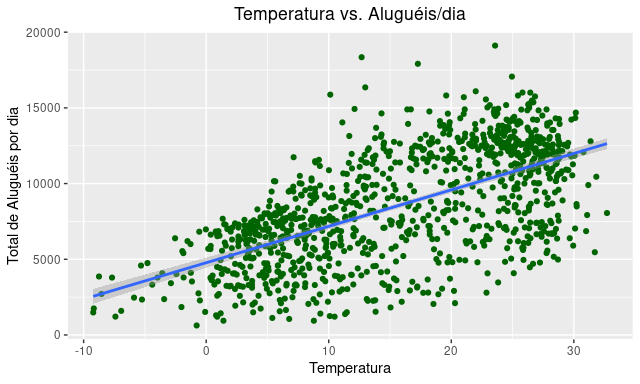 Temperatura vs. Aluguéis/dia
Total de Aluguéis por dia
20000
15000
10000
5000
0
-10 0 10 20 30
Temperatura